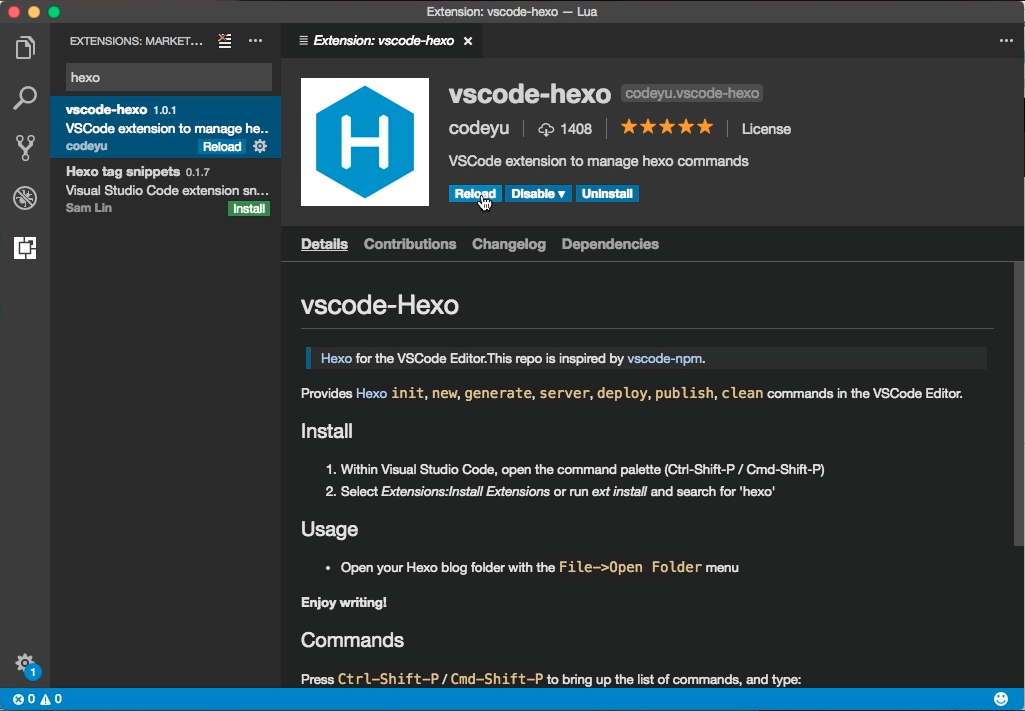 Extension: vscode-hexo — Lua
EXTENSIONS: MARKET...
Extension: vscode-hexo
hexo
vscode-hexo 1.0.1
VSCode extension to manage he..
codeyu Reload
Hexo tag snippets 0.1.7
Visual Studio Code extension sn...
Sam Lin Install
H
vscode-hexo codeyu.vscode-hexo
codeyu 1408 License
VSCode extension to manage hexo commands
Reload Disable Uninstall
Details Contributions Changelog Dependencies
vscode-Hexo
Hexo for the VSCode Editor.This repo is inspired by vscode-npm.
Provides Hexo init, new, generate, server, deploy, publish, clean commands in the VSCode Editor.
Install
1. Within Visual Studio Code, open the command palette (Ctrl-Shift-P / Cmd-Shift-P)
2. Select Extensions:Install Extensions or run ext install and search for 'hexo'
Usage
• Open your Hexo blog folder with the File->Open Folder menu
Enjoy writing!
Commands
Press Ctrl-Shift-P / Cmd-Shift-P to bring up the list of commands, and type:
1
0 0